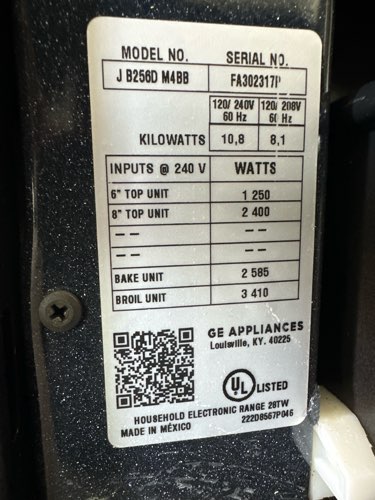 MODEL NO. SERIAL NO.
J B256D M4BB FA302317P
120/ 240V 60 Hz 120/ 208V 60 Hz
KILOWATTS 10,8 8,1
INPUTS @ 240 V WATTS
6" TOP UNIT 1 250
8" TOP UNIT 2 400
-- --
-- --
BAKE UNIT 2 585
BROIL UNIT 3 410
GE APPLIANCES
Louisville, KY. 40225
UL LISTED
HOUSEHOLD ELECTRONIC RANGE 28TW
MADE IN MÉXICO 222D8567P046